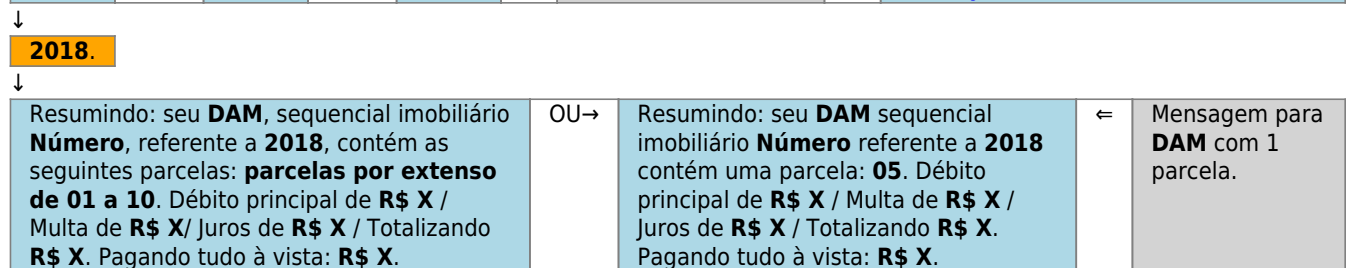 ↓
2018.
↓
Resumindo: seu DAM, sequencial imobiliário
Número, referente a 2018, contém as
seguintes parcelas: parcelas por extenso
de 01 a 10. Débito principal de R$ X /
Multa de R$ X/ Juros de R$ X / Totalizando
R$ X. Pagando tudo à vista: R$ X.
OU→
Resumindo: seu DAM sequencial
imobiliário Número referente a 2018
contém uma parcela: 05. Débito
principal de R$ X / Multa de R$ X /
Juros de R$ X / Totalizando R$ X.
Pagando tudo à vista: R$ X.
⇐
Mensagem para
DAM com 1
parcela.